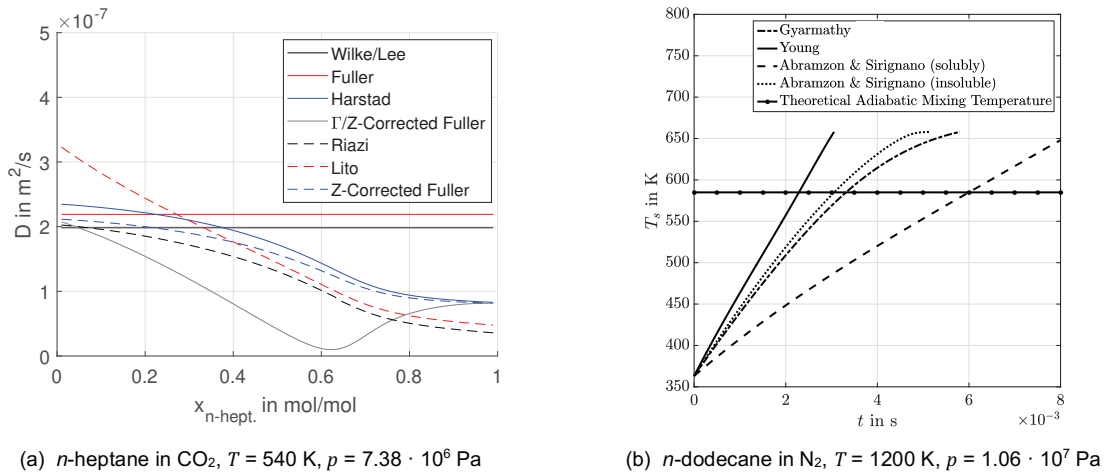 ×10⁻⁷
5
4
3
2
1
0
D in m²/s
0
0.2
0.4
0.6
0.8
1
x_n-hept. in mol/mol
Wilke/Lee
Fuller
Harstad
Γ/Z-Corrected Fuller
Riazi
Lito
Z-Corrected Fuller
(a) n-heptane in CO₂, T = 540 K, p = 7.38 · 10⁶ Pa
800
750
700
650
600
550
500
450
400
350
T_s in K
0
2
4
6
8
×10⁻³
t in s
Gyarmathy
Young
Abramzon & Sirignano (solubly)
Abramzon & Sirignano (insoluble)
Theoretical Adiabatic Mixing Temperature
(b) n-dodecane in N₂, T = 1200 K, p = 1.06 · 10⁷ Pa